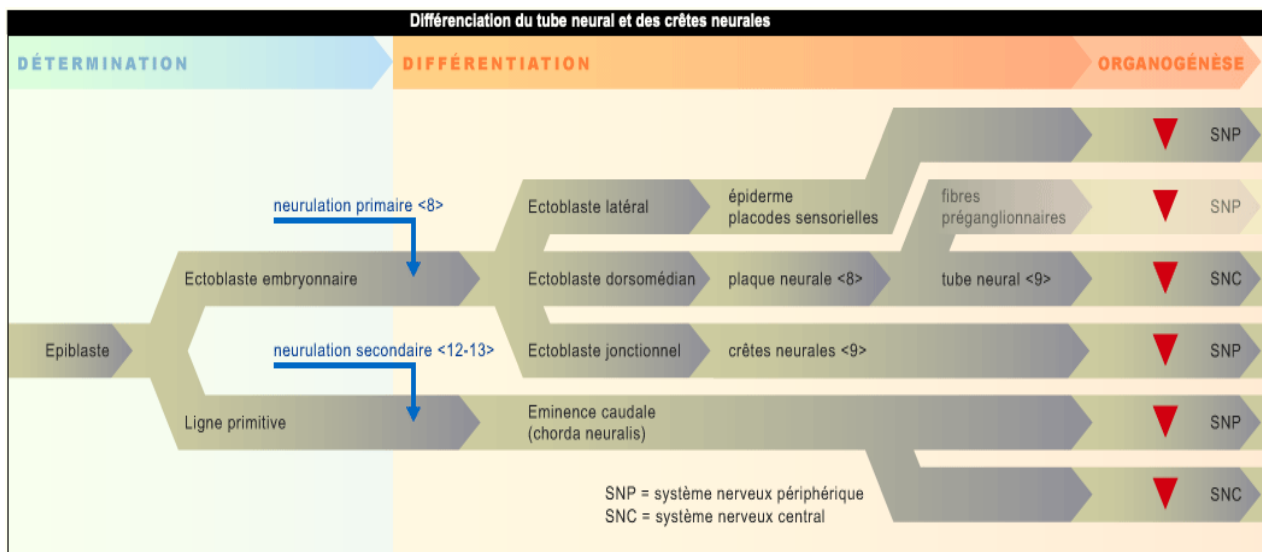 Différenciation du tube neural et des crêtes neurales
DÉTERMINATION
DIFFÉRENTIATION
ORGANOGÉNÈSE
SNP
neurulation primaire <8>
Ectoblaste latéral
épiderme
placodes sensorielles
fibres
préganglionnaires
SNP
Ectoblaste embryonnaire
Ectoblaste dorsomédian
plaque neurale <8>
tube neural <9>
SNC
Epiblaste
neurulation secondaire <12-13>
Ectoblaste jonctionnel
crêtes neurales <9>
SNP
Ligne primitive
Eminence caudale
(chorda neuralis)
SNP
SNP = système nerveux périphérique
SNC = système nerveux central
SNC